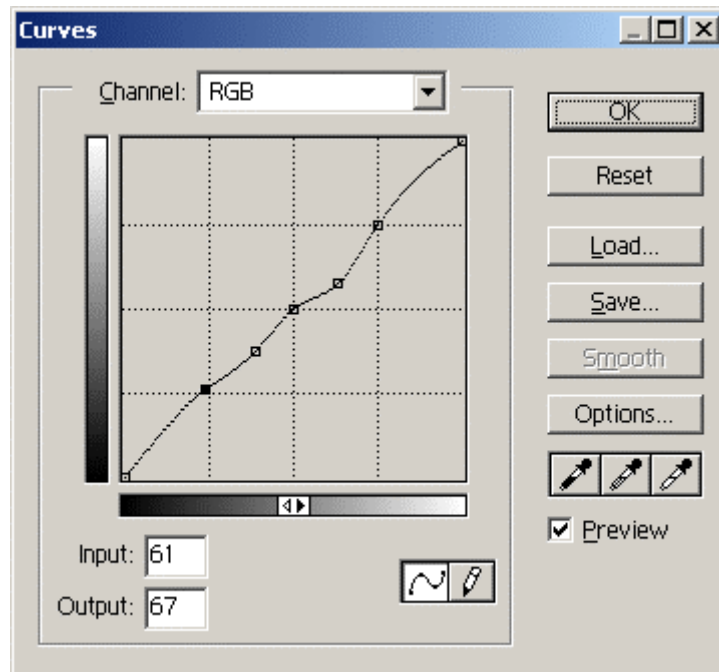 Curves
Channel: RGB
OK
Reset
Load...
Save...
Smooth
Options...
Preview
Input: 61
Output: 67